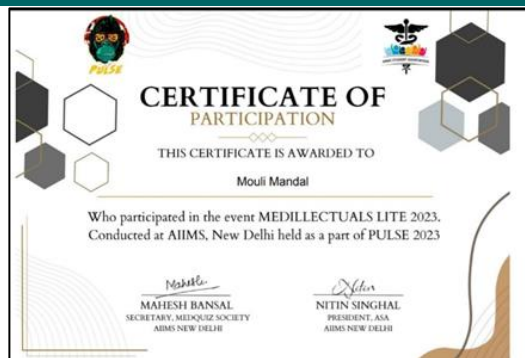 PULSE
CERTIFICATE OF
PARTICIPATION
THIS CERTIFICATE IS AWARDED TO
Mouli Mandal
Who participated in the event MEDILLECTUALS LITE 2023.
Conducted at AIIMS, New Delhi held as a part of PULSE 2023
Mahesh
Nitin
MAHESH BANSAL
NITIN SINGHAL
SECRETARY, MEDQUIZ SOCIETY
PRESIDENT, ASA
AIIMS NEW DELHI
AIIMS NEW DELHI